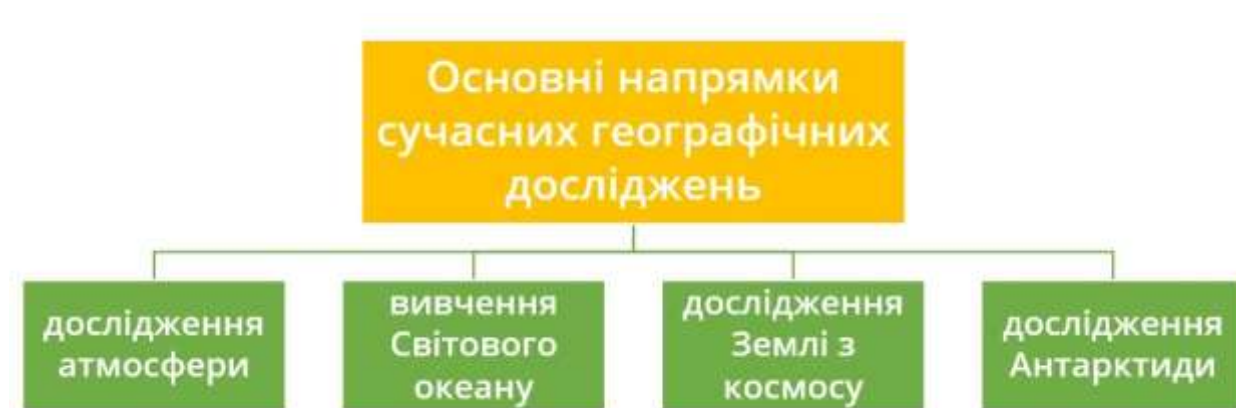 Основні напрямки
сучасних географічних
досліджень
дослідження
атмосфери
вивчення
Світового
океану
дослідження
Землі з
космосу
дослідження
Антарктиди